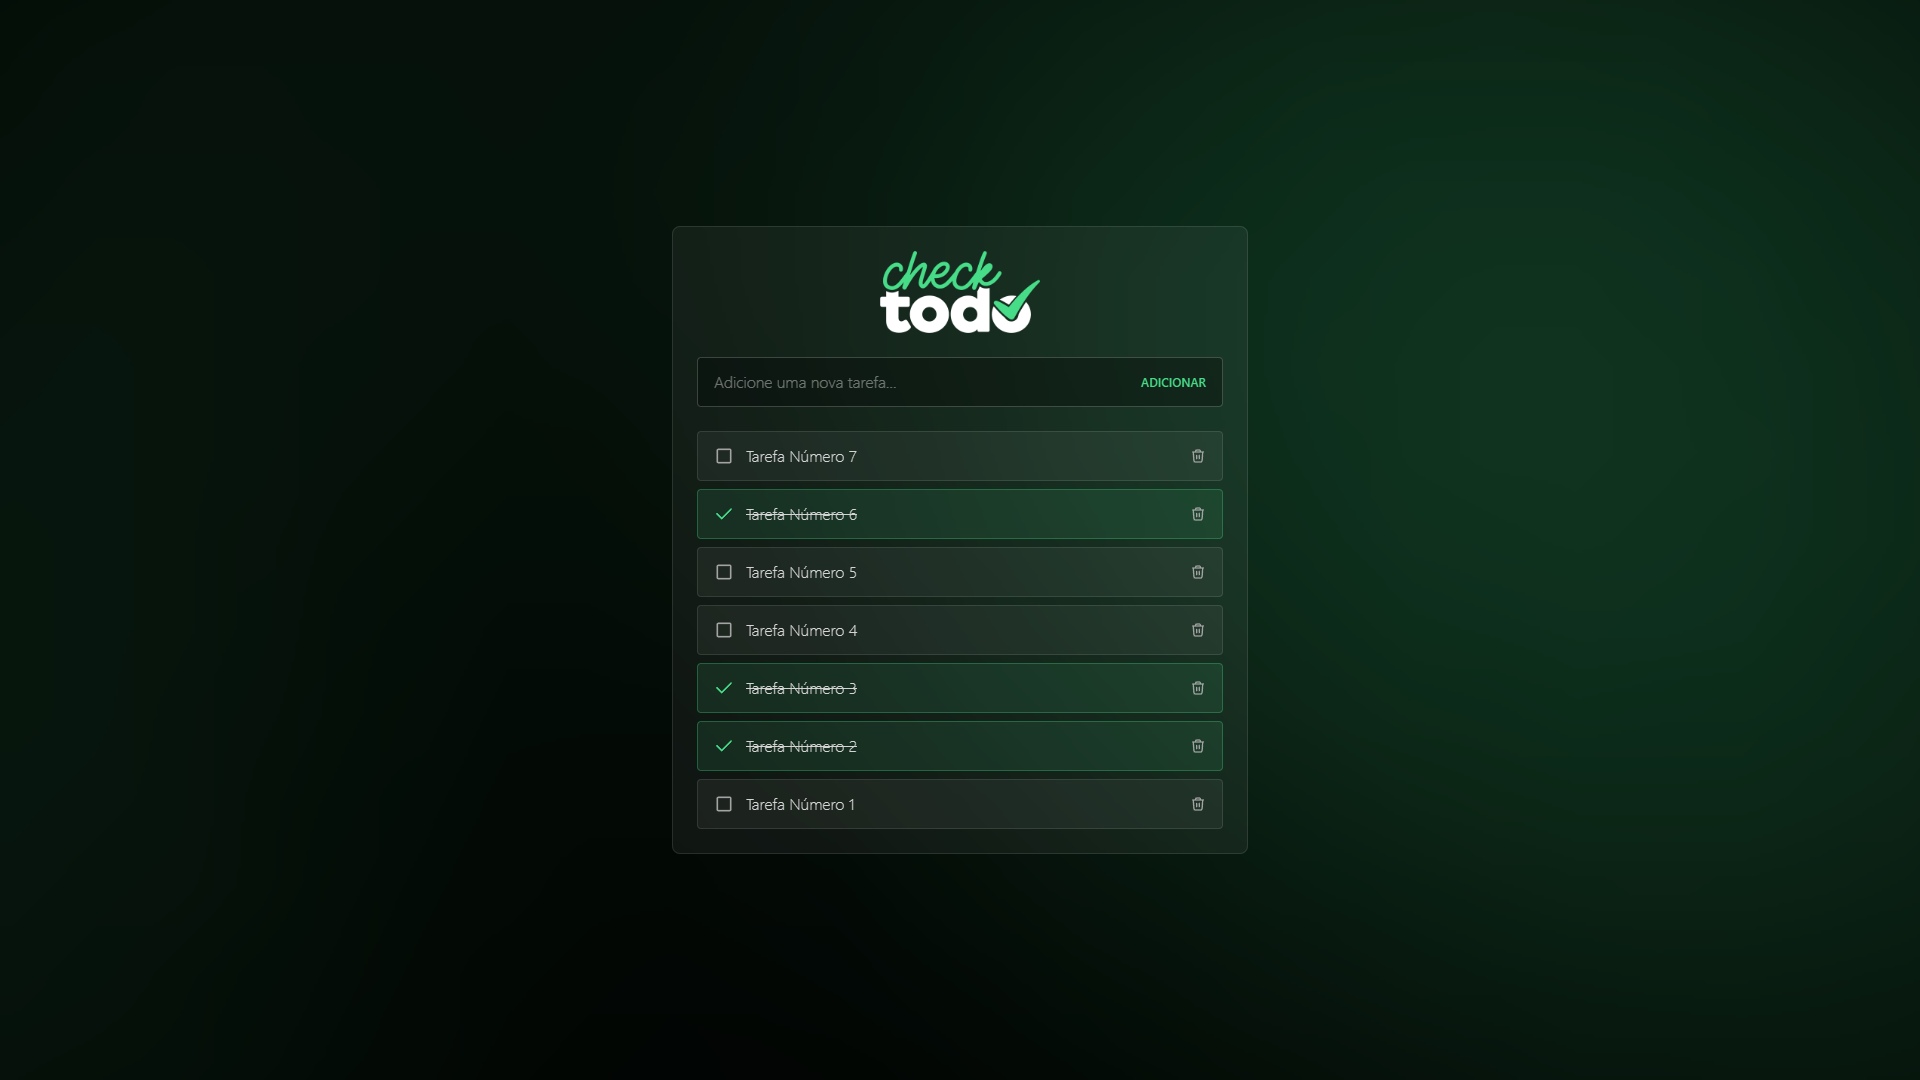 check
todo
Adicione uma nova tarefa...
ADICIONAR
Tarefa Número 7
Tarefa Número 6
Tarefa Número 5
Tarefa Número 4
Tarefa Número 3
Tarefa Número 2
Tarefa Número 1